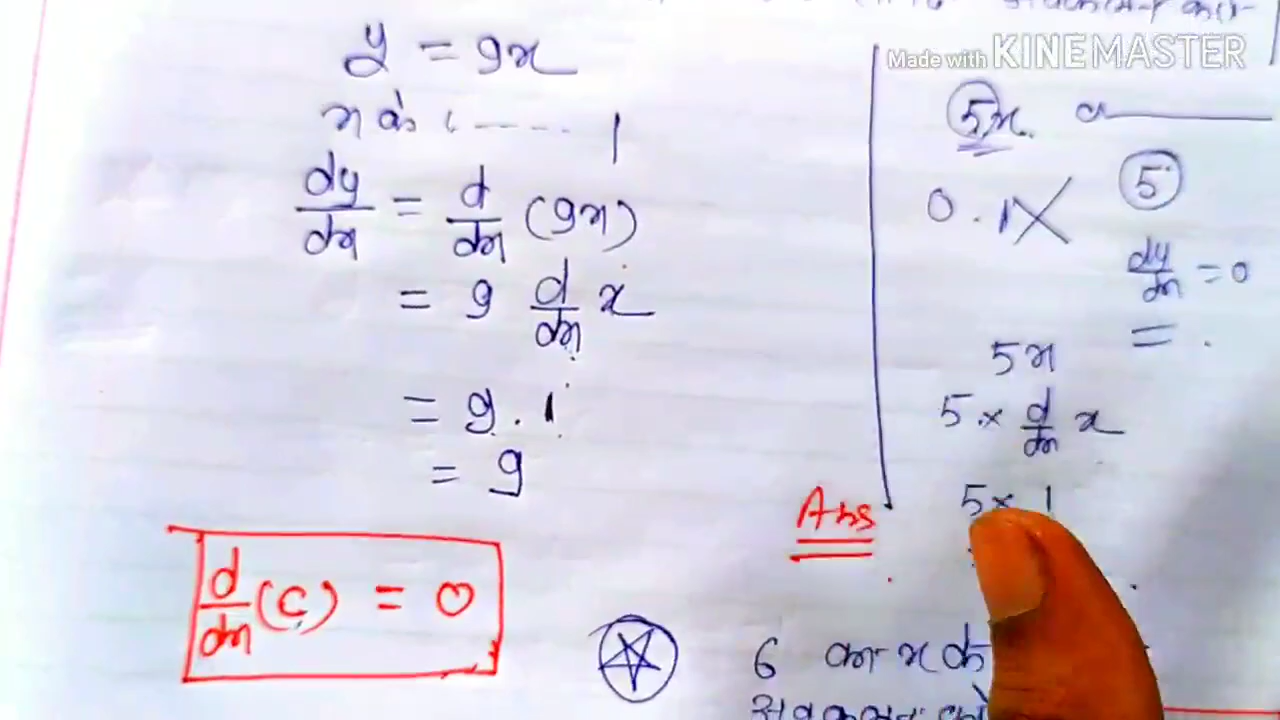 Made with KINEMASTER
y = 9x
x के
dy/dx = d/dx (9x)
= 9 d/dx x
= 9 . 1
= 9
d/dx (c) = 0
5x
0.1
5
dy/dx = 0
=
5x
5 × d/dx x
5 × 1
Ans
6 का x के